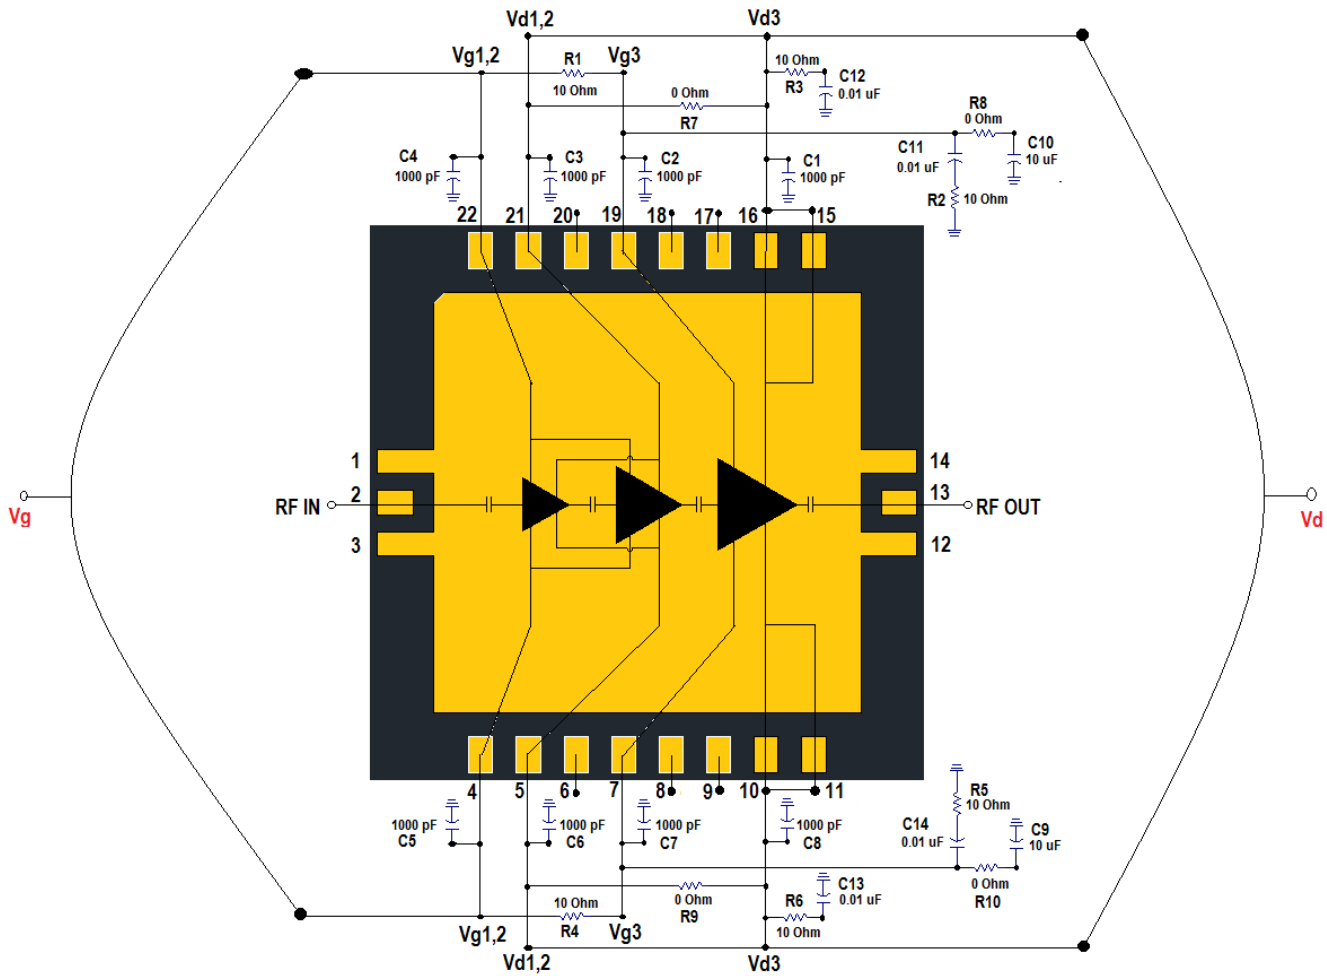 Vd1,2
Vd3
Vg1,2
R1
Vg3
10 Ohm
10 Ohm
R3
C12
0.01 uF
0 Ohm
R7
R8
0 Ohm
C4
1000 pF
C3
1000 pF
C2
1000 pF
C1
1000 pF
C11
0.01 uF
C10
10 uF
R2
10 Ohm
22
21
20
19
18
17
16
15
1
14
2
13
RF IN
RF OUT
Vg
Vd
3
12
4
5
6
7
8
9
10
11
1000 pF
C5
1000 pF
C6
1000 pF
C7
1000 pF
C8
R5
10 Ohm
C14
0.01 uF
C9
10 uF
0 Ohm
R10
0 Ohm
R9
C13
0.01 uF
10 Ohm
R4
R6
10 Ohm
Vg1,2
Vg3
Vd1,2
Vd3